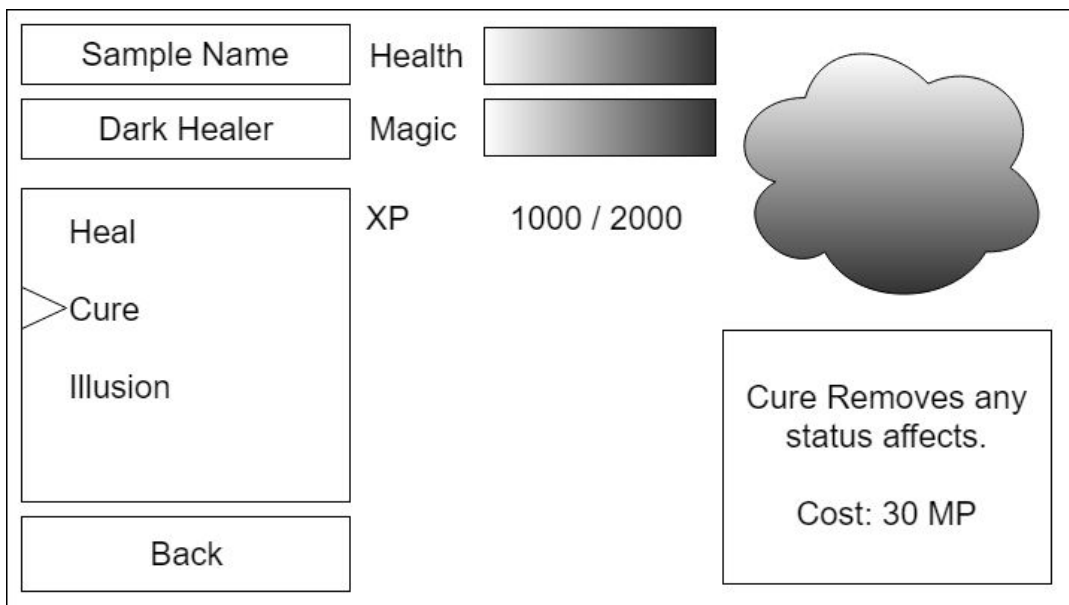 Sample Name
Health
Dark Healer
Magic
XP 1000 / 2000
Heal
Cure
Illusion
Back
Cure Removes any
status affects.
Cost: 30 MP